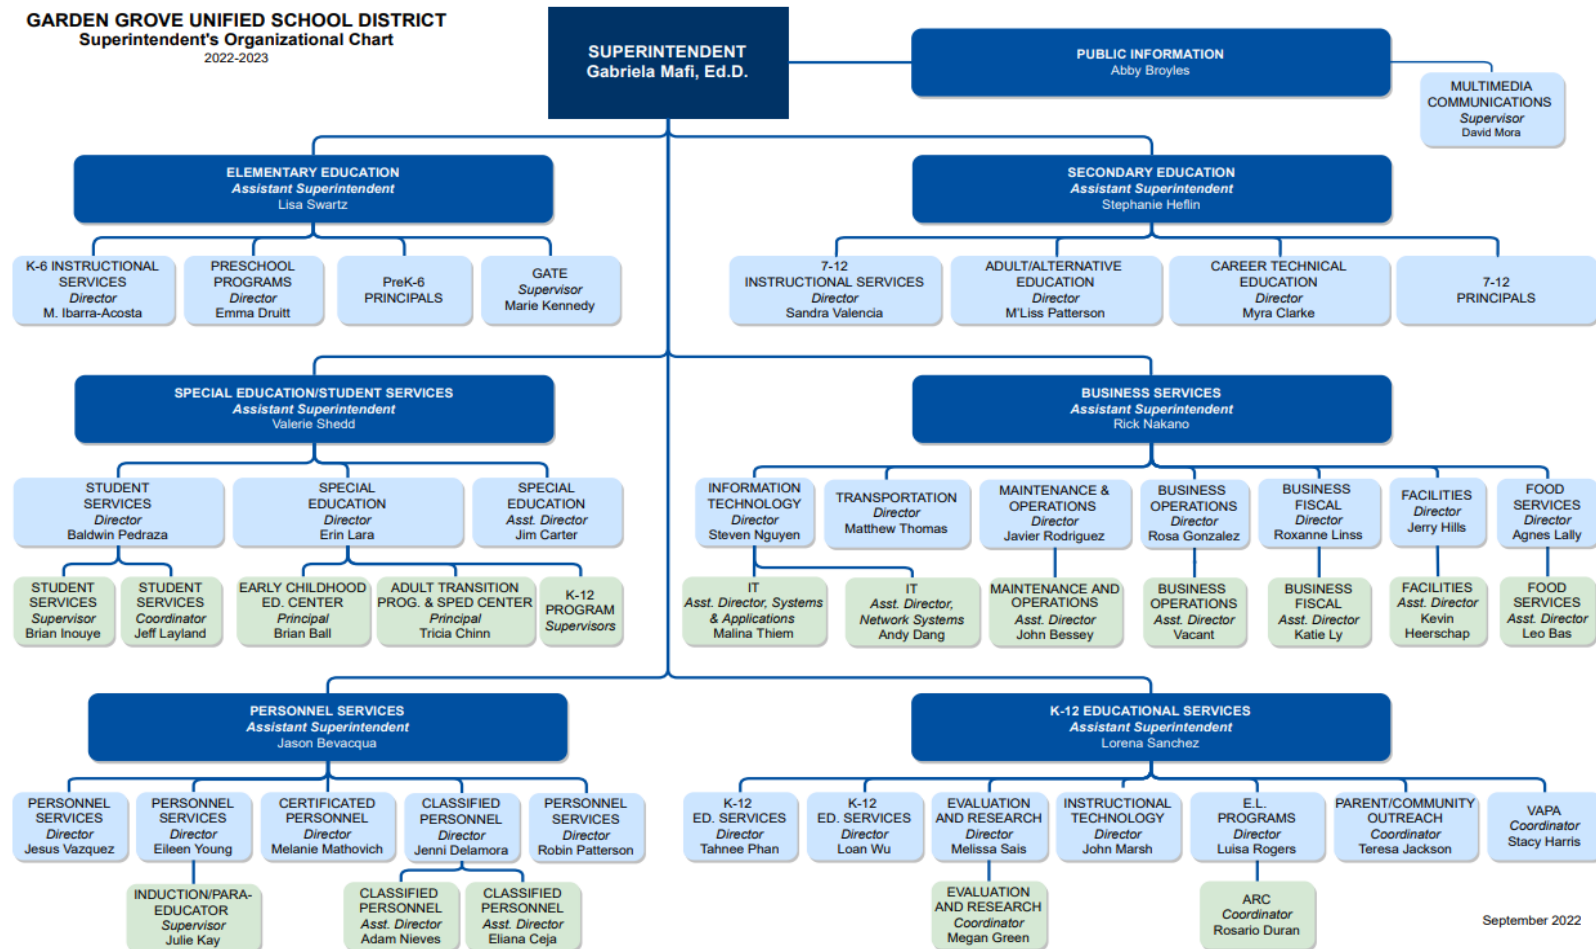 GARDEN GROVE UNIFIED SCHOOL DISTRICT
Superintendent's Organizational Chart
2022-2023
SUPERINTENDENT
Gabriela Mafi, Ed.D.
PUBLIC INFORMATION
Abby Broyles
MULTIMEDIA
COMMUNICATIONS
Supervisor
David Mora
ELEMENTARY EDUCATION
Assistant Superintendent
Lisa Swartz
SECONDARY EDUCATION
Assistant Superintendent
Stephanie Heflin
K-6 INSTRUCTIONAL
SERVICES
Director
M. Ibarra-Acosta
PRESCHOOL
PROGRAMS
Director
Emma Druitt
PreK-6
PRINCIPALS
GATE
Supervisor
Marie Kennedy
7-12
INSTRUCTIONAL SERVICES
Director
Sandra Valencia
ADULT/ALTERNATIVE
EDUCATION
Director
M'Liss Patterson
CAREER TECHNICAL
EDUCATION
Director
Myra Clarke
7-12
PRINCIPALS
SPECIAL EDUCATION/STUDENT SERVICES
Assistant Superintendent
Valerie Shedd
BUSINESS SERVICES
Assistant Superintendent
Rick Nakano
STUDENT
SERVICES
Director
Baldwin Pedraza
SPECIAL
EDUCATION
Director
Erin Lara
SPECIAL
EDUCATION
Asst. Director
Jim Carter
INFORMATION
TECHNOLOGY
Director
Steven Nguyen
TRANSPORTATION
Director
Matthew Thomas
MAINTENANCE &
OPERATIONS
Director
Javier Rodriguez
BUSINESS
OPERATIONS
Director
Rosa Gonzalez
BUSINESS
FISCAL
Director
Roxanne Linss
FACILITIES
Director
Jerry Hills
FOOD
SERVICES
Director
Agnes Lally
STUDENT
SERVICES
Supervisor
Brian Inouye
STUDENT
SERVICES
Coordinator
Jeff Layland
EARLY CHILDHOOD
ED. CENTER
Principal
Brian Ball
ADULT TRANSITION
PROG. & SPED CENTER
Principal
Tricia Chinn
K-12
PROGRAM
Supervisors
IT
Asst. Director, Systems
& Applications
Malina Thiem
IT
Asst. Director,
Network Systems
Andy Dang
MAINTENANCE AND
OPERATIONS
Asst. Director
John Bessey
BUSINESS
OPERATIONS
Asst. Director
Vacant
BUSINESS
FISCAL
Asst. Director
Katie Ly
FACILITIES
Asst. Director
Kevin
Heerschap
FOOD
SERVICES
Asst. Director
Leo Bas
PERSONNEL SERVICES
Assistant Superintendent
Jason Bevacqua
K-12 EDUCATIONAL SERVICES
Assistant Superintendent
Lorena Sanchez
PERSONNEL
SERVICES
Director
Jesus Vazquez
PERSONNEL
SERVICES
Director
Eileen Young
CERTIFICATED
PERSONNEL
Director
Melanie Mathovich
CLASSIFIED
PERSONNEL
Director
Jenni Delamora
PERSONNEL
SERVICES
Director
Robin Patterson
K-12
ED. SERVICES
Director
Tahnee Phan
K-12
ED. SERVICES
Director
Loan Wu
EVALUATION
AND RESEARCH
Director
Melissa Sais
INSTRUCTIONAL
TECHNOLOGY
Director
John Marsh
E.L.
PROGRAMS
Director
Luisa Rogers
PARENT/COMMUNITY
OUTREACH
Coordinator
Teresa Jackson
VAPA
Coordinator
Stacy Harris
INDUCTION/PARA-
EDUCATOR
Supervisor
Julie Kay
CLASSIFIED
PERSONNEL
Asst. Director
Adam Nieves
CLASSIFIED
PERSONNEL
Asst. Director
Eliana Ceja
EVALUATION
AND RESEARCH
Coordinator
Megan Green
ARC
Coordinator
Rosario Duran
September 2022